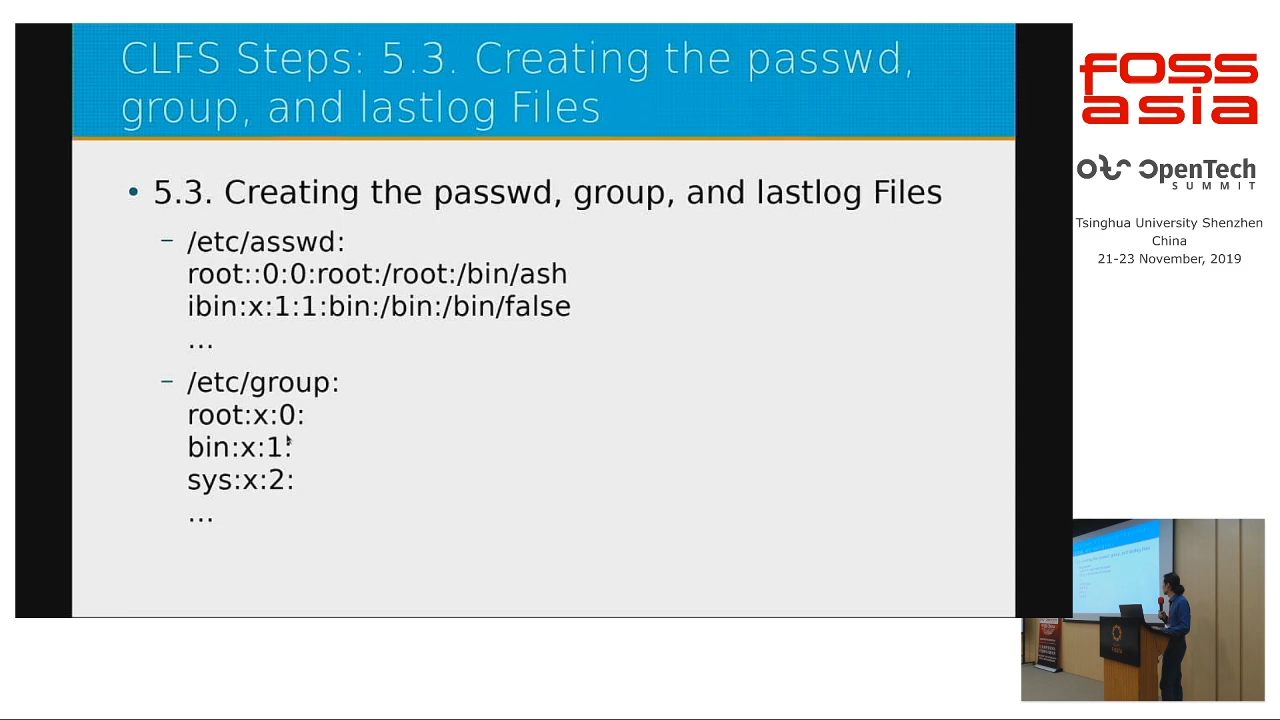 CLFS Steps: 5.3. Creating the passwd,
group, and lastlog Files
• 5.3. Creating the passwd, group, and lastlog Files
– /etc/asswd:
root::0:0:root:/root:/bin/ash
ibin:x:1:1:bin:/bin:/bin/false
...
– /etc/group:
root:x:0:
bin:x:1:
sys:x:2:
...
FOSS
asia
OTS OpenTech
SUMMIT
Tsinghua University Shenzhen
China
21-23 November, 2019